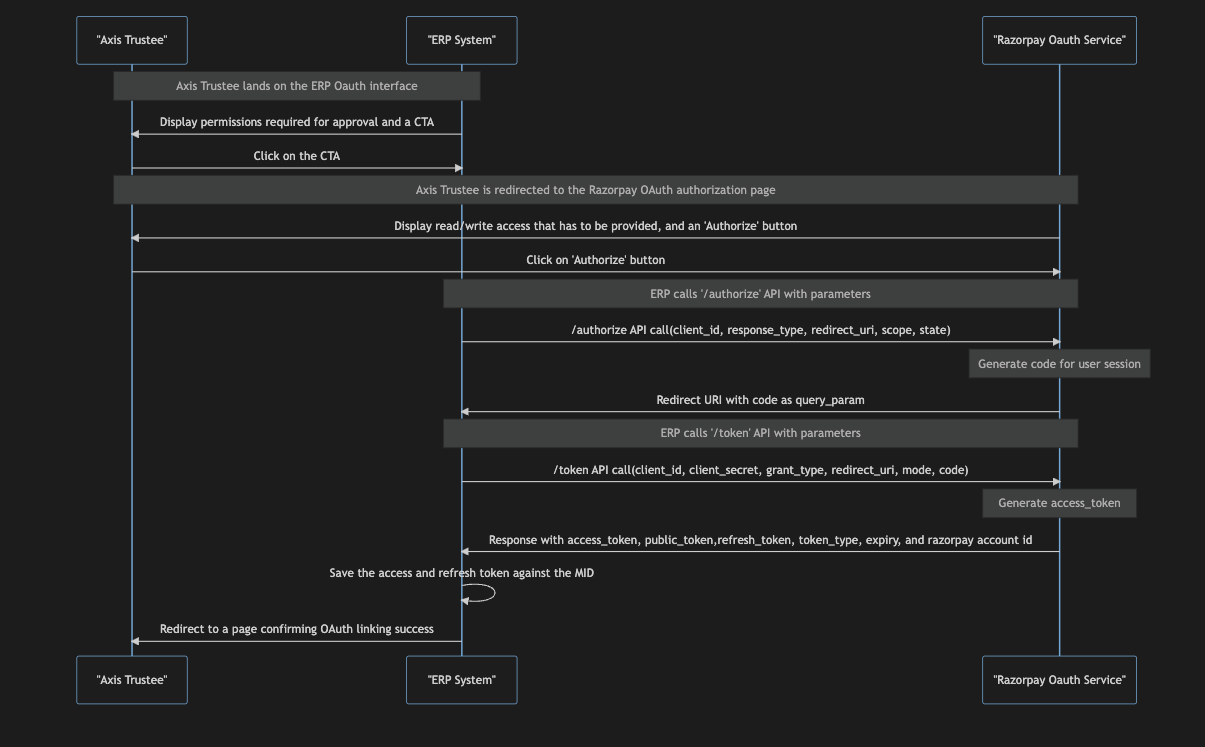 "Axis Trustee"
"ERP System"
"Razorpay Oauth Service"
Axis Trustee lands on the ERP Oauth interface
Display permissions required for approval and a CTA
Click on the CTA
Axis Trustee is redirected to the Razorpay OAuth authorization page
Display read/write access that has to be provided, and an 'Authorize' button
Click on 'Authorize' button
ERP calls '/authorize' API with parameters
/authorize API call(client_id, response_type, redirect_uri, scope, state)
Generate code for user session
Redirect URI with code as query_param
ERP calls '/token' API with parameters
/token API call(client_id, client_secret, grant_type, redirect_uri, mode, code)
Generate access_token
Response with access_token, public_token,refresh_token, token_type, expiry, and razorpay account id
Save the access and refresh token against the MID
Redirect to a page confirming OAuth linking success
"Axis Trustee"
"ERP System"
"Razorpay Oauth Service"